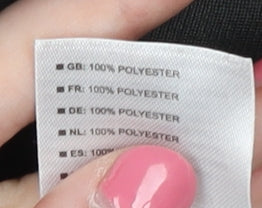 ■ GB: 100% POLYESTER
■ FR: 100% POLYESTER
■ DE: 100% POLYESTER
■ NL: 100% POLYESTER
■ ES: 100%